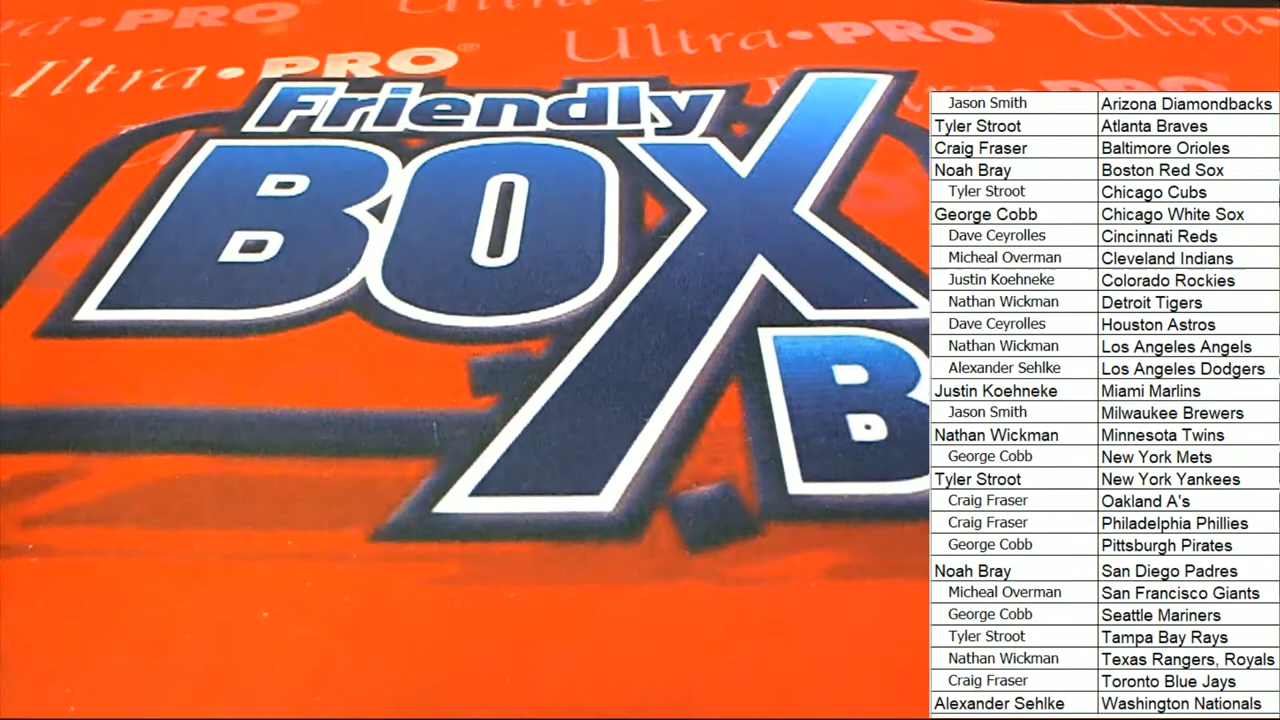 Ultra•PRO
Ultra•PRO®
Friendly
BOX
B
Jason Smith Arizona Diamondbacks
Tyler Stroot Atlanta Braves
Craig Fraser Baltimore Orioles
Noah Bray Boston Red Sox
Tyler Stroot Chicago Cubs
George Cobb Chicago White Sox
Dave Ceyrolles Cincinnati Reds
Micheal Overman Cleveland Indians
Justin Koehneke Colorado Rockies
Nathan Wickman Detroit Tigers
Dave Ceyrolles Houston Astros
Nathan Wickman Los Angeles Angels
Alexander Sehlke Los Angeles Dodgers
Justin Koehneke Miami Marlins
Jason Smith Milwaukee Brewers
Nathan Wickman Minnesota Twins
George Cobb New York Mets
Tyler Stroot New York Yankees
Craig Fraser Oakland A's
Craig Fraser Philadelphia Phillies
George Cobb Pittsburgh Pirates
Noah Bray San Diego Padres
Micheal Overman San Francisco Giants
George Cobb Seattle Mariners
Tyler Stroot Tampa Bay Rays
Nathan Wickman Texas Rangers, Royals
Craig Fraser Toronto Blue Jays
Alexander Sehlke Washington Nationals